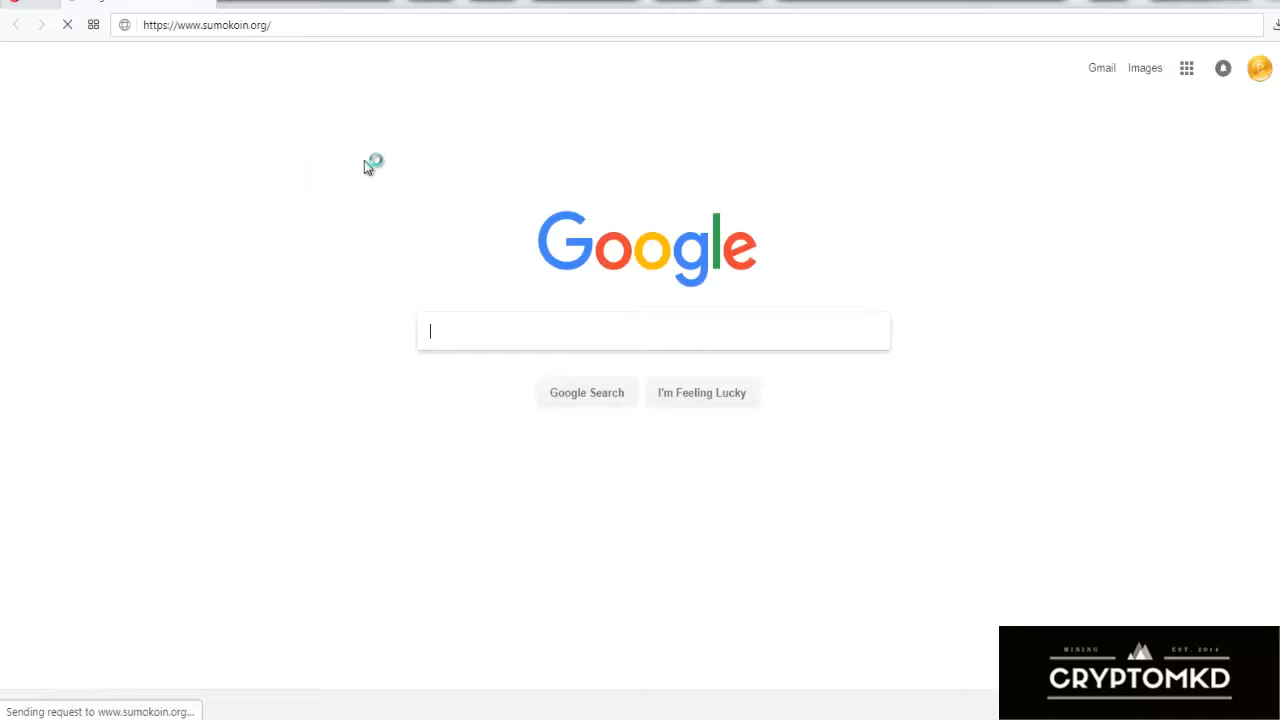 https://www.sumokoin.org/
Gmail Images
Google
Google Search I'm Feeling Lucky
MINING EST. 2014
CRYPTOMKD
Sending request to www.sumokoin.org...